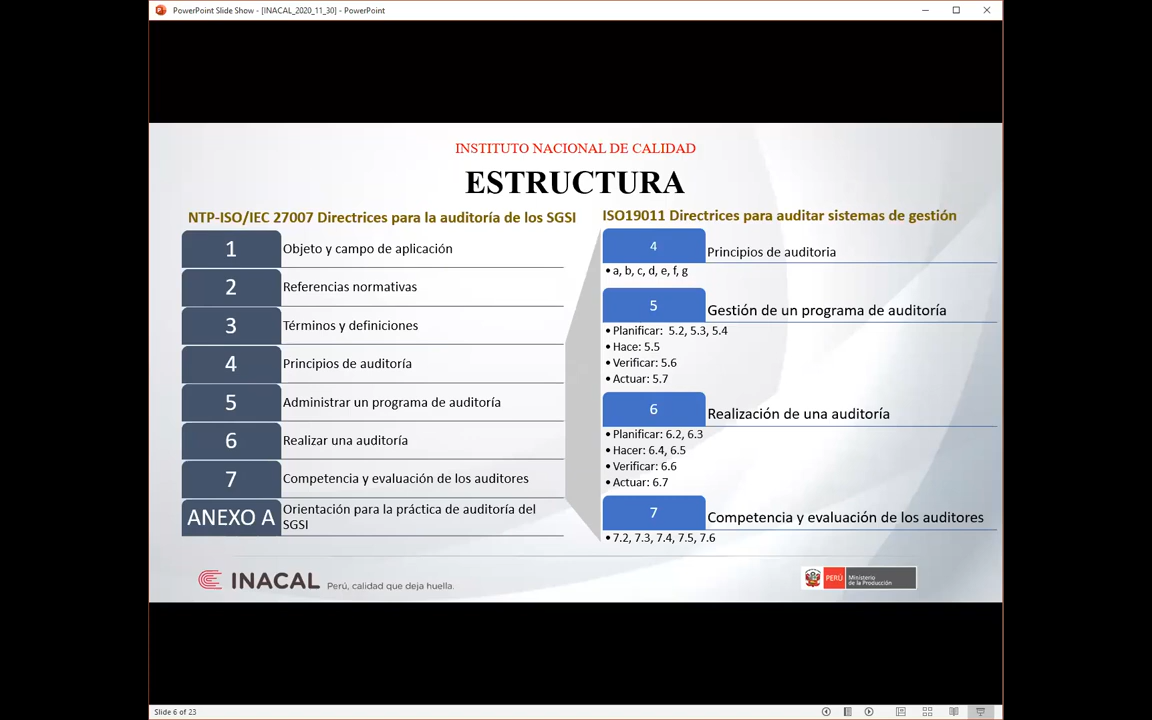 PowerPoint Slide Show - [INACAL_2020_11_30] - PowerPoint
INSTITUTO NACIONAL DE CALIDAD
ESTRUCTURA
NTP-ISO/IEC 27007 Directrices para la auditoría de los SGSI
1 Objeto y campo de aplicación
2 Referencias normativas
3 Términos y definiciones
4 Principios de auditoría
5 Administrar un programa de auditoría
6 Realizar una auditoría
7 Competencia y evaluación de los auditores
ANEXO A Orientación para la práctica de auditoría del
SGSI
ISO19011 Directrices para auditar sistemas de gestión
4 Principios de auditoria
• a, b, c, d, e, f, g
5 Gestión de un programa de auditoría
• Planificar: 5.2, 5.3, 5.4
• Hace: 5.5
• Verificar: 5.6
• Actuar: 5.7
6 Realización de una auditoría
• Planificar: 6.2, 6.3
• Hacer: 6.4, 6.5
• Verificar: 6.6
• Actuar: 6.7
7 Competencia y evaluación de los auditores
• 7.2, 7.3, 7.4, 7.5, 7.6
INACAL Perú, calidad que deja huella.
PERÚ Ministerio
de la Producción
Slide 6 of 23